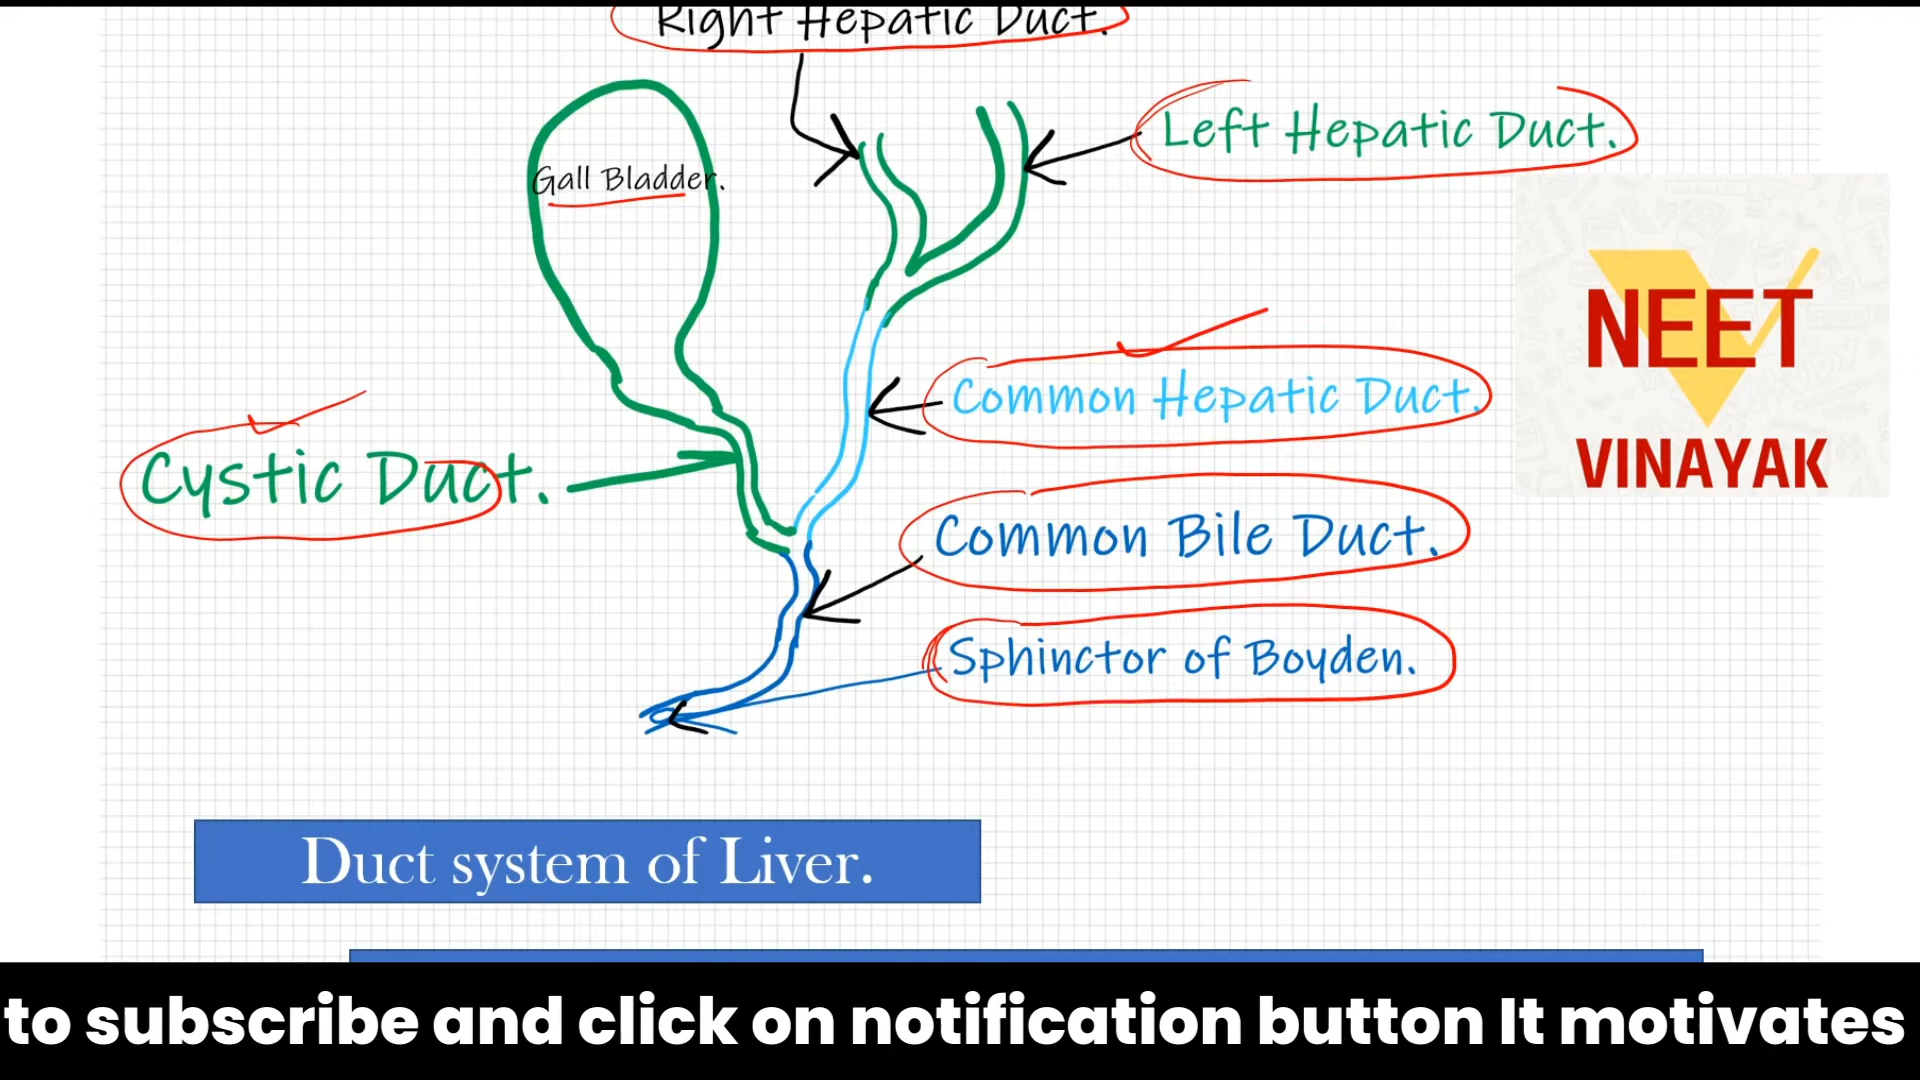 Right Hepatic Duct.
Left Hepatic Duct.
Gall Bladder.
NEET
VINAYAK
Common Hepatic Duct.
Cystic Duct.
Common Bile Duct.
Sphinctor of Boyden.
Duct system of Liver.
to subscribe and click on notification button It motivates